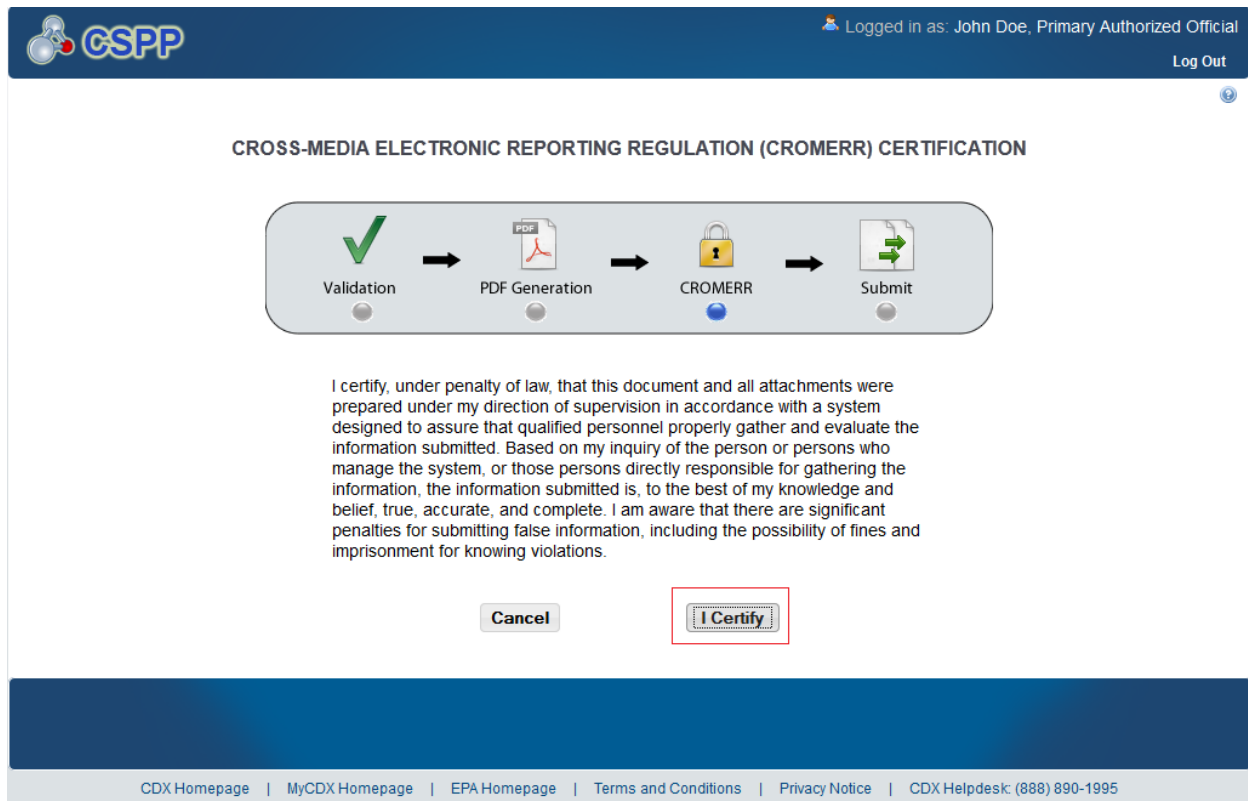 CSPP
Logged in as: John Doe, Primary Authorized Official
Log Out
CROSS-MEDIA ELECTRONIC REPORTING REGULATION (CROMERR) CERTIFICATION
PDF
Validation
PDF Generation
CROMERR
Submit
I certify, under penalty of law, that this document and all attachments were
prepared under my direction of supervision in accordance with a system
designed to assure that qualified personnel properly gather and evaluate the
information submitted. Based on my inquiry of the person or persons who
manage the system, or those persons directly responsible for gathering the
information, the information submitted is, to the best of my knowledge and
belief, true, accurate, and complete. I am aware that there are significant
penalties for submitting false information, including the possibility of fines and
imprisonment for knowing violations.
Cancel
I Certify
CDX Homepage | MyCDX Homepage | EPA Homepage | Terms and Conditions | Privacy Notice | CDX Helpdesk: (888) 890-1995